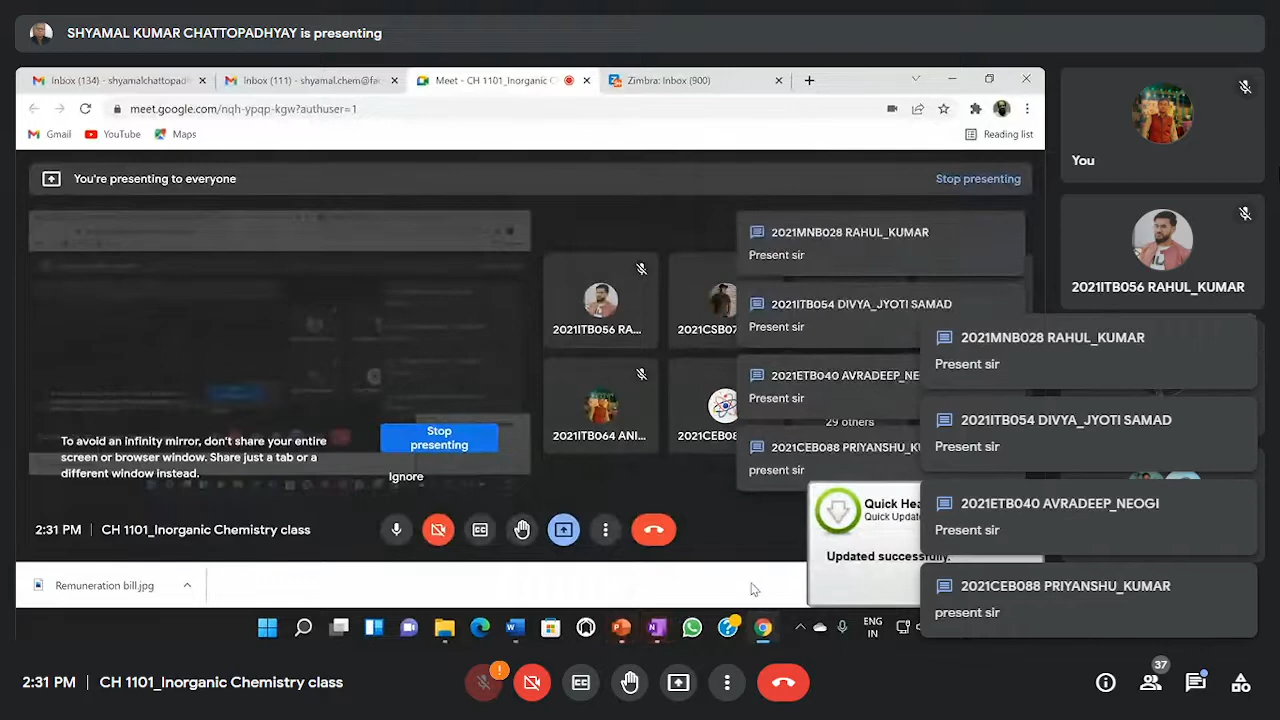 SHYAMAL KUMAR CHATTOPADHYAY is presenting
Inbox (134) - shyamalchattopadh
Inbox (111) - shyamal.chem@fac
Meet - CH 1101_Inorganic C
Zimbra: Inbox (900)
meet.google.com/nqh-ypqp-kgw?authuser=1
Gmail
YouTube
Maps
Reading list
You're presenting to everyone
Stop presenting
You
2021ITB056 RAHUL_KUMAR
2021MNB028 RAHUL_KUMAR
Present sir
2021ITB054 DIVYA_JYOTI SAMAD
Present sir
2021ETB040 AVRADEEP_NE
Present sir
29 others
2021CEB088 PRIYANSHU_KU
present sir
2021ITB056 RA...
2021CSB07
2021ITB064 ANI...
2021CEB08
To avoid an infinity mirror, don't share your entire
screen or browser window. Share just a tab or a
different window instead.
Stop
presenting
Ignore
2021MNB028 RAHUL_KUMAR
Present sir
2021ITB054 DIVYA_JYOTI SAMAD
Present sir
2021ETB040 AVRADEEP_NEOGI
Present sir
2021CEB088 PRIYANSHU_KUMAR
present sir
Quick Hea
Quick Update
Updated successfully.
2:31 PM | CH 1101_Inorganic Chemistry class
Remuneration bill.jpg
ENG
IN
2:31 PM | CH 1101_Inorganic Chemistry class
37